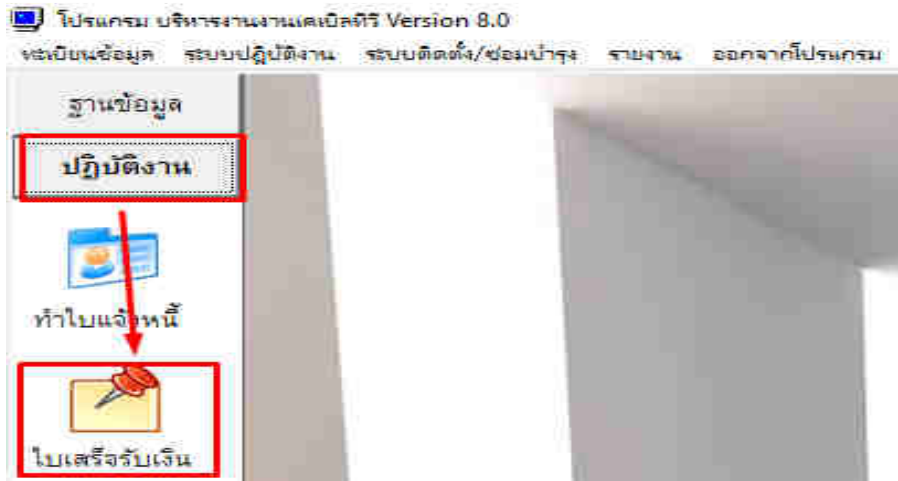 โปรแกรม บริหารงานงานเคเบิลทีวี Version 8.0
ทะเบียนข้อมูล ระบบปฏิบัติงาน ระบบติดตั้ง/ซ่อมบำรุง รายงาน ออกจากโปรแกรม
ฐานข้อมูล
ปฏิบัติงาน
ทำใบแจ้งหนี้
ใบเสร็จรับเงิน